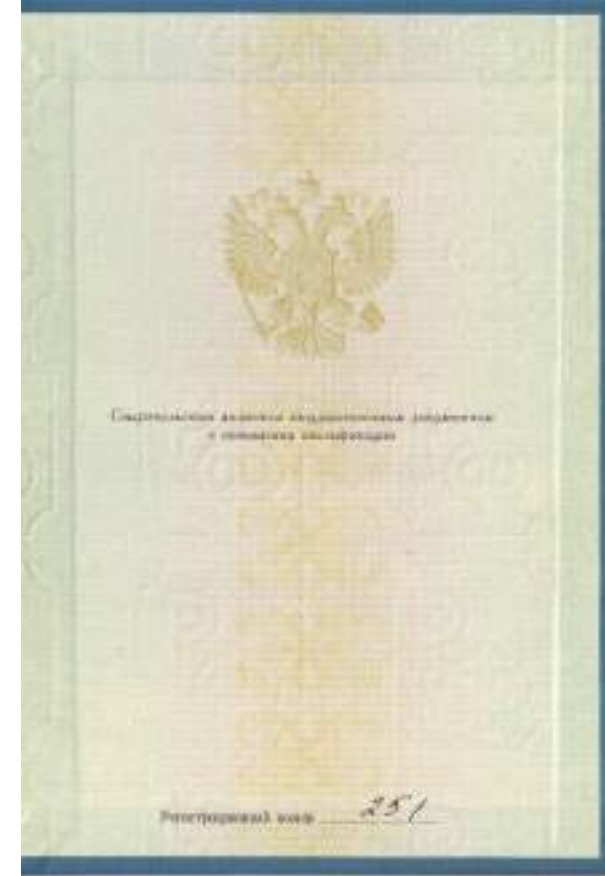 Свидетельство является государственным документом
о повышении квалификации
Регистрационный номер 251